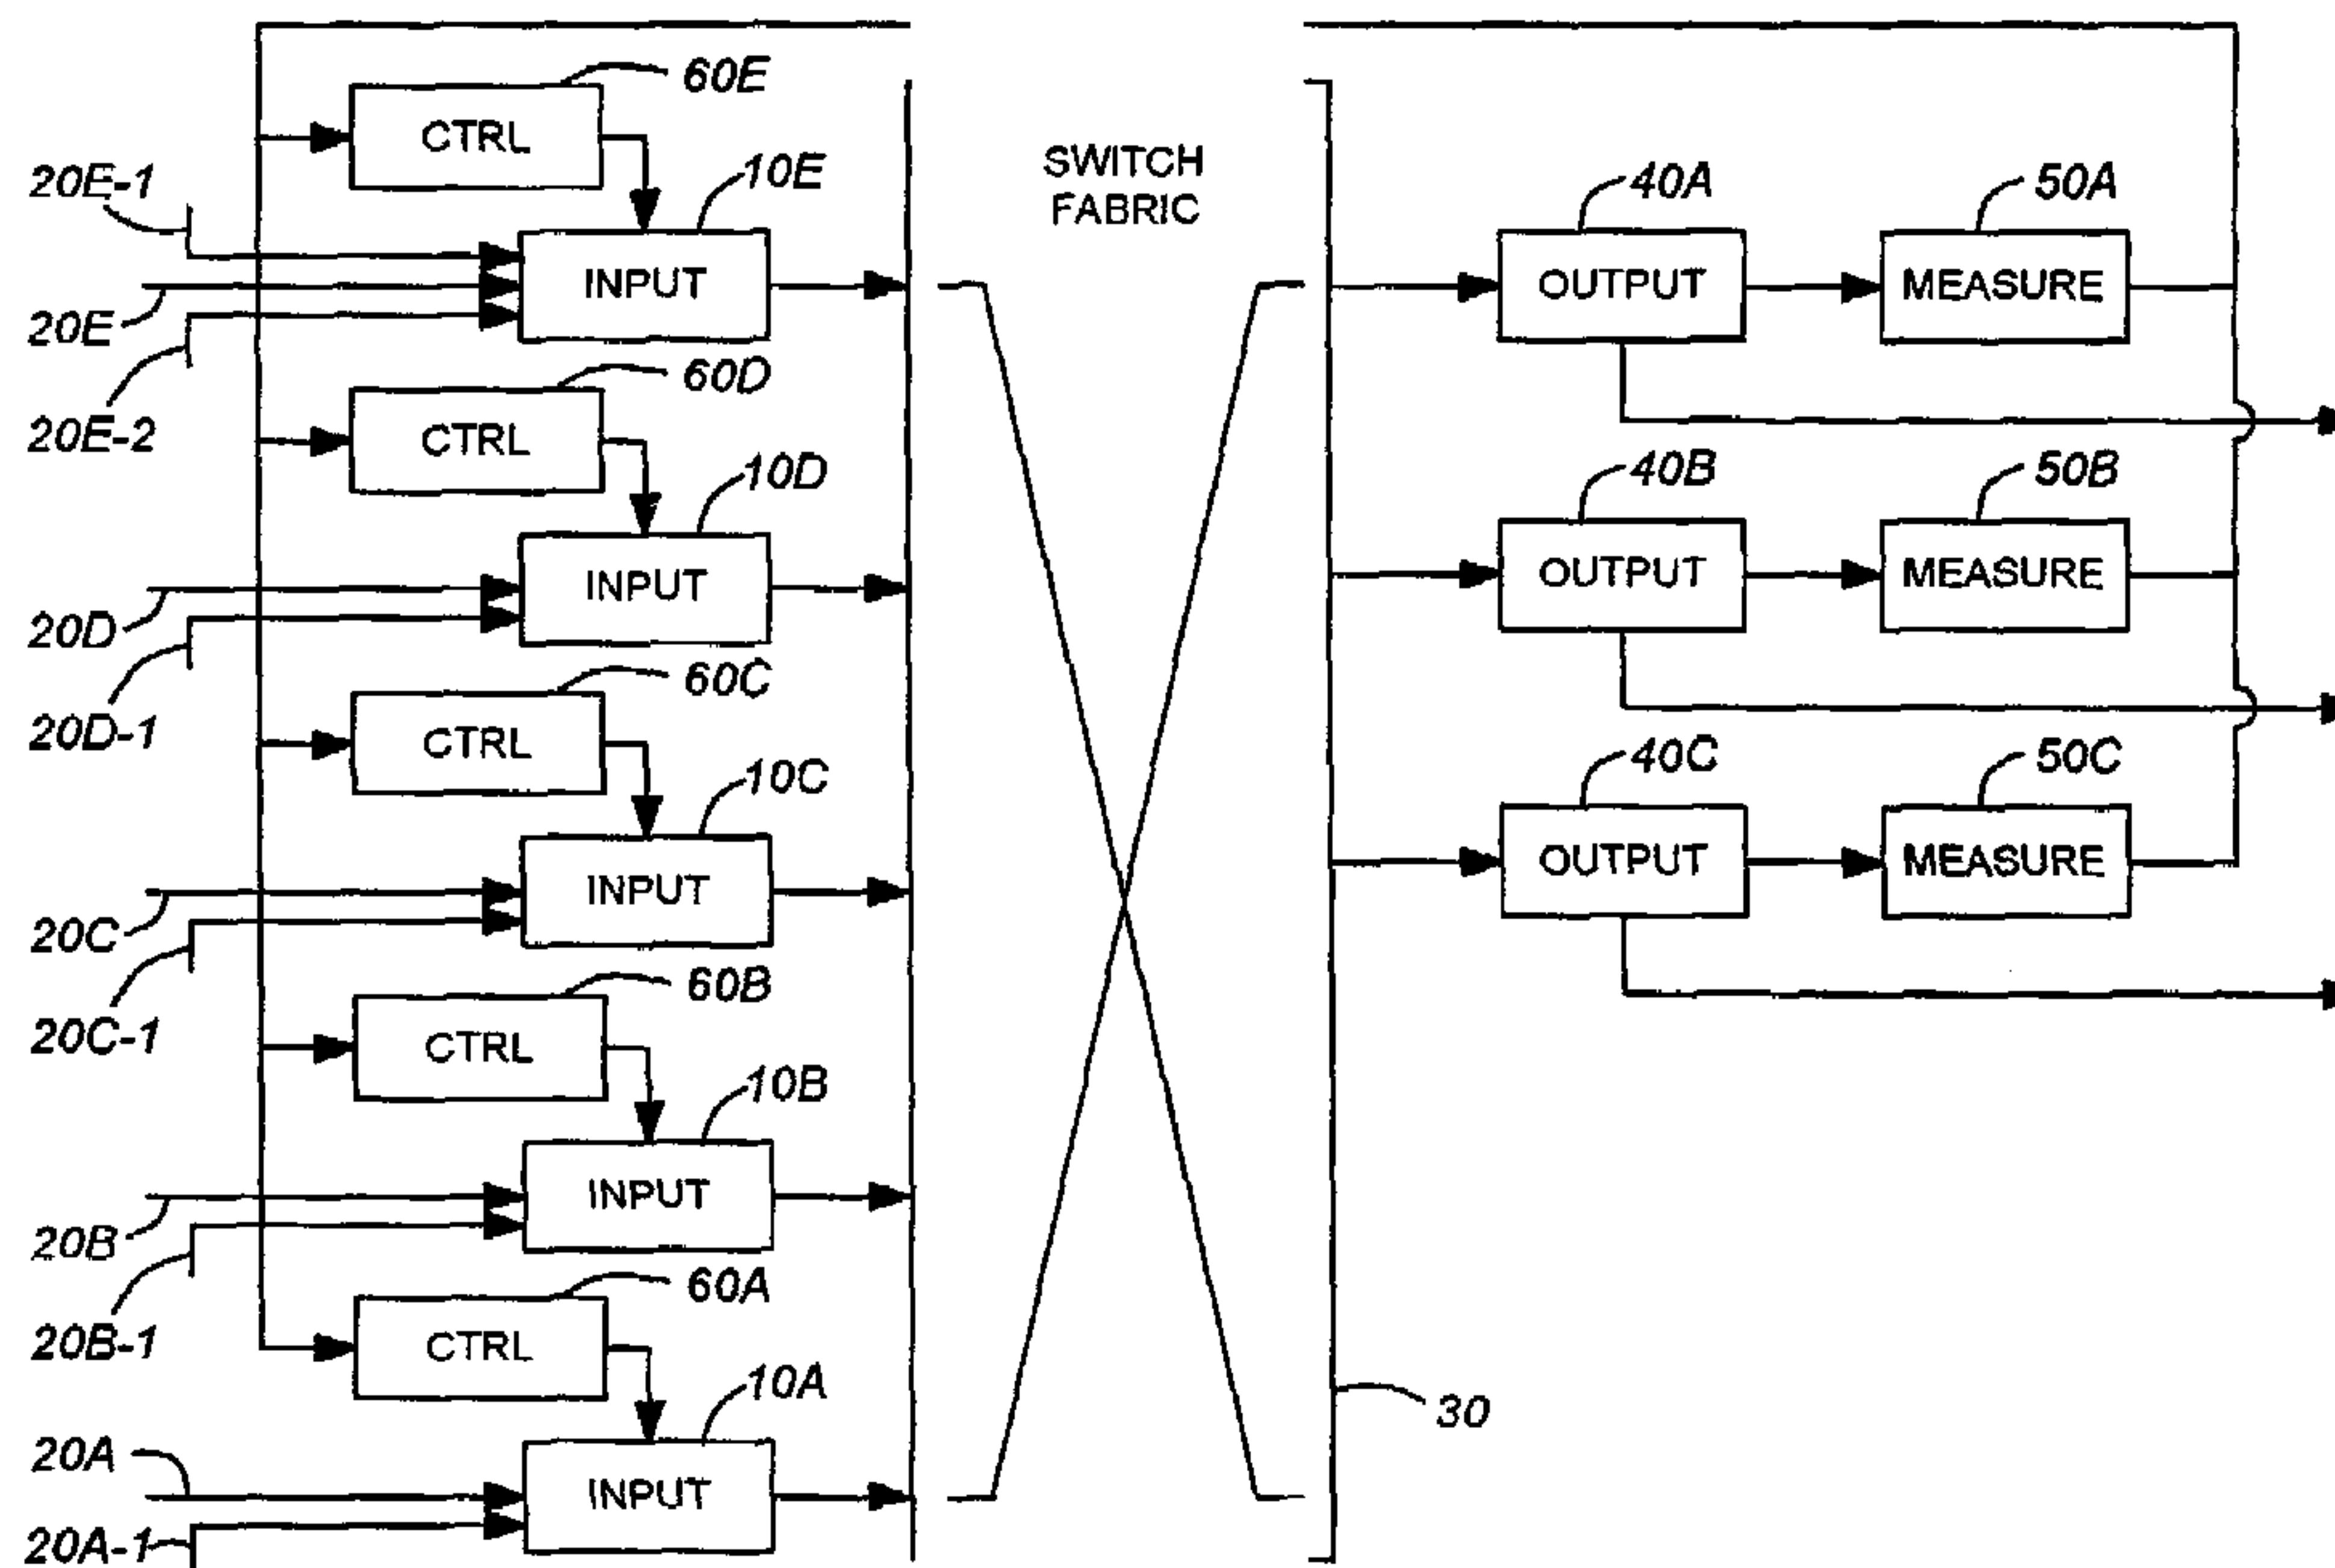 60E
CTRL
20E-1
10E
INPUT
20E
60D
20E-2
CTRL
10D
INPUT
20D
60C
20D-1
CTRL
10C
INPUT
20C
60B
20C-1
CTRL
10B
INPUT
20B
60A
20B-1
CTRL
10A
20A
INPUT
20A-1
SWITCH
FABRIC
30
40A
50A
OUTPUT
MEASURE
40B
50B
OUTPUT
MEASURE
40C
50C
OUTPUT
MEASURE